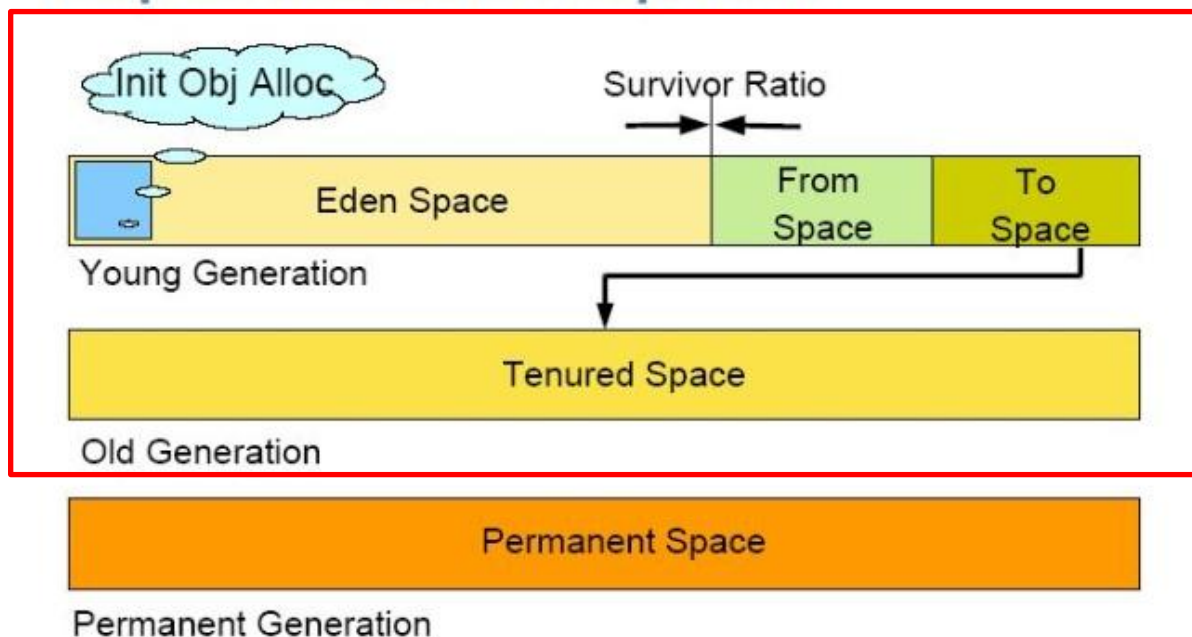 Init Obj Alloc
Survivor Ratio
Eden Space
From
Space
To
Space
Young Generation
Tenured Space
Old Generation
Permanent Space
Permanent Generation